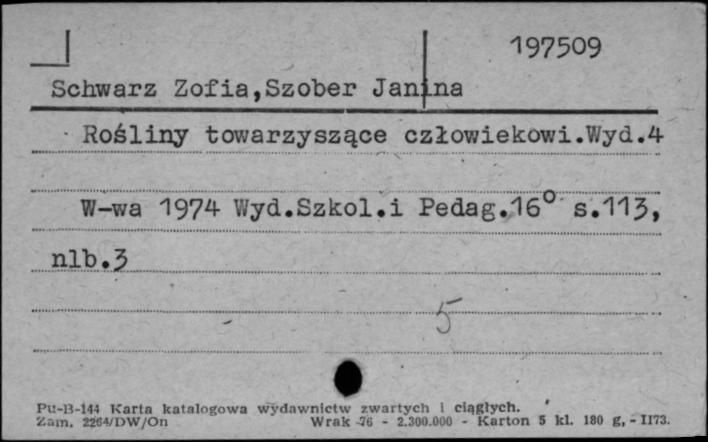 197509
Schwarz Zofia,Szober Janina
Rośliny towarzyszące człowiekowi.Wyd.4
W-wa 1974 Wyd.Szkol.i Pedag.16° s.113,
nlb.3
5
Pu-B-144 Karta katalogowa wydawnictw zwartych i ciągłych.
Zam. 2264/DW/On Wrak 76 - 2.300.000 - Karton 5 kl. 180 g, - II73.